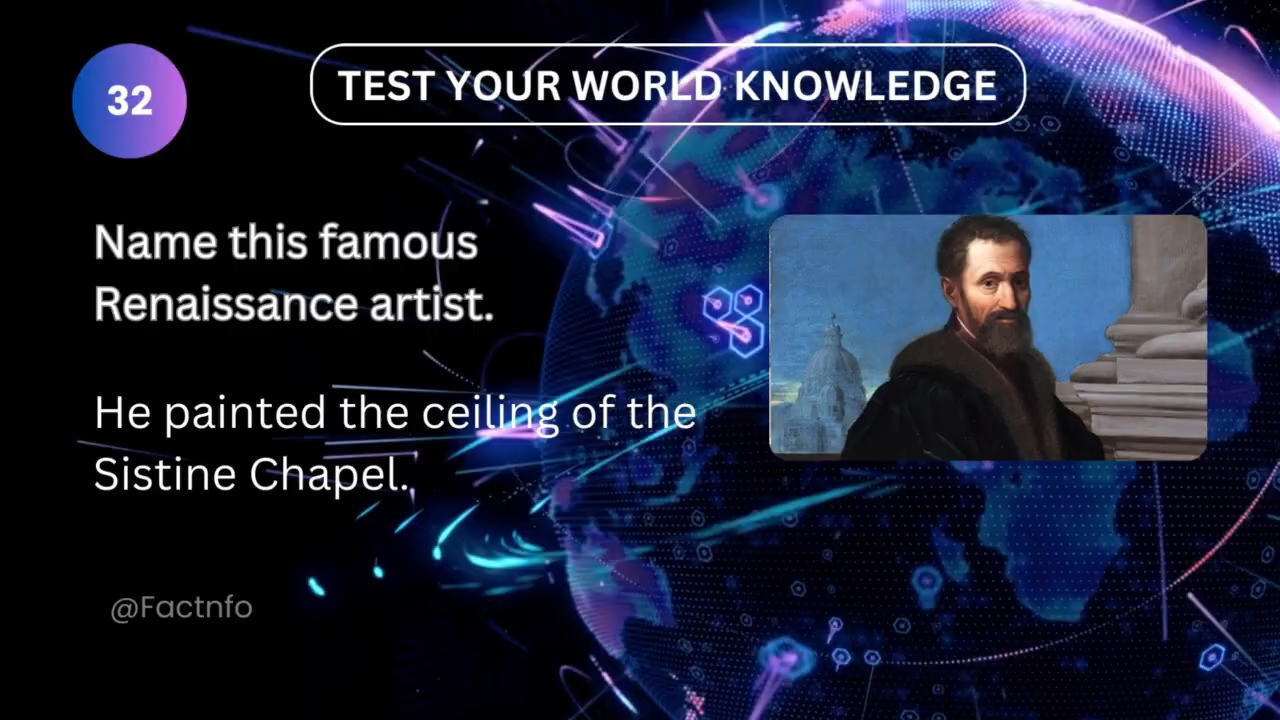 32
TEST YOUR WORLD KNOWLEDGE
Name this famous
Renaissance artist.
He painted the ceiling of the
Sistine Chapel.
@Factnfo